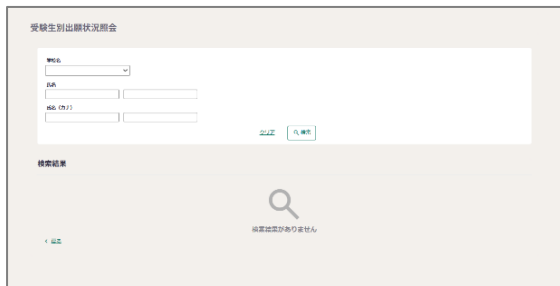 受験生別出願状況照会
学校名
氏名
氏名（カナ）
クリア 検索
検索結果
検索結果がありません
戻る